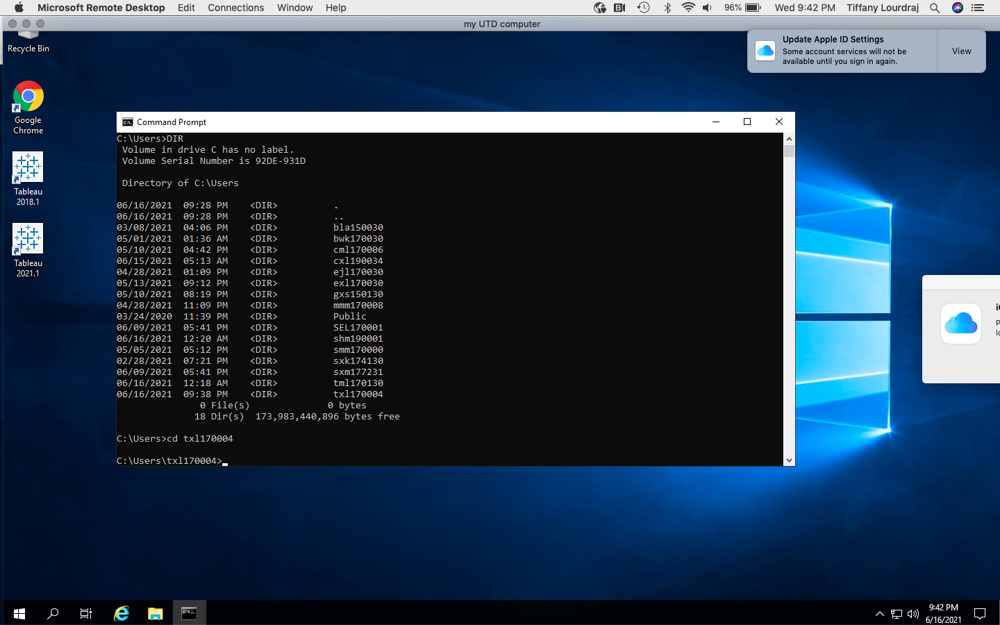 Microsoft Remote Desktop Edit Connections Window Help 96% Wed 9:42 PM Tiffany Lourdraj
my UTD computer
Recycle Bin
Update Apple ID Settings
Some account services will not be
available until you sign in again.
View
Google
Chrome
Tableau
2018.1
Tableau
2021.1
Command Prompt
C:\Users>DIR
Volume in drive C has no label.
Volume Serial Number is 92DE-931D
Directory of C:\Users
06/16/2021 09:28 PM <DIR> .
06/16/2021 09:28 PM <DIR> ..
03/08/2021 04:06 PM <DIR> bla150030
05/01/2021 01:36 AM <DIR> bwk170030
05/10/2021 04:42 PM <DIR> cml170006
06/15/2021 05:13 AM <DIR> cxl190034
04/28/2021 01:09 PM <DIR> ejl170030
05/13/2021 09:12 PM <DIR> exl170030
05/10/2021 08:19 PM <DIR> gxs150130
04/28/2021 11:09 PM <DIR> mmm170008
03/24/2020 11:39 PM <DIR> Public
06/09/2021 05:41 PM <DIR> SEL170001
06/16/2021 12:20 AM <DIR> shm190001
05/05/2021 05:12 PM <DIR> smm170000
02/28/2021 07:21 PM <DIR> sxk174130
06/09/2021 05:41 PM <DIR> sxm177231
06/16/2021 12:18 AM <DIR> tml170130
06/16/2021 09:38 PM <DIR> txl170004
0 File(s) 0 bytes
18 Dir(s) 173,983,440,896 bytes free
C:\Users>cd txl170004
C:\Users\txl170004>
9:42 PM
6/16/2021